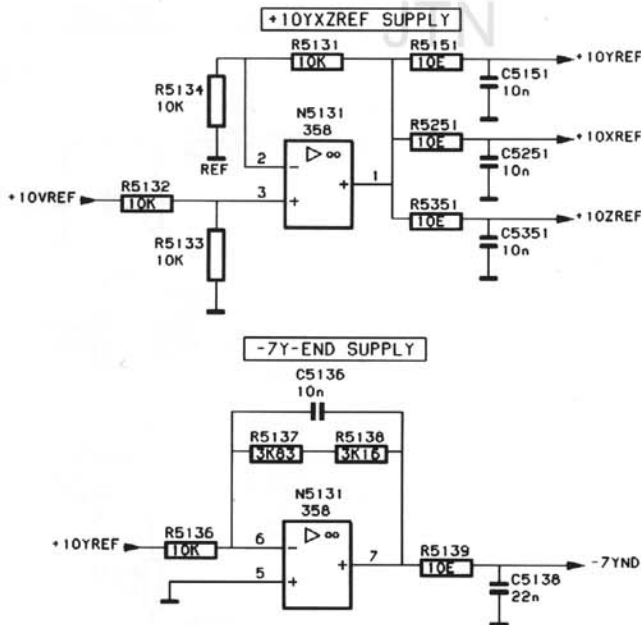 JTN
+10YXZREF SUPPLY
R5131
10K
R5151
10E
+10YREF
C5151
10n
R5134
10K
N5131
358
▷ ∞
REF
2
-
R5251
10E
+10XREF
C5251
10n
+10VREF
R5132
10K
3
+
+
1
R5351
10E
+10ZREF
C5351
10n
R5133
10K
-7Y-END SUPPLY
C5136
10n
R5137
3K83
R5138
3K16
N5131
358
▷ ∞
+10YREF
R5136
10K
6
-
5
+
+
7
R5139
10E
-7YND
C5138
22n